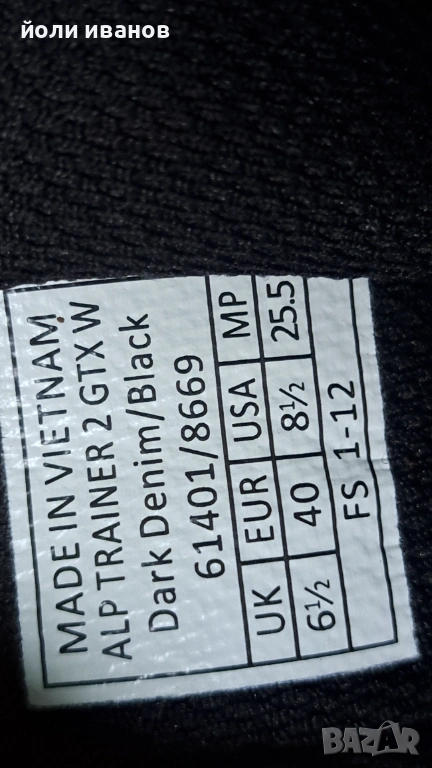 йоли иванов
MADE IN VIETNAM
ALP TRAINER 2 GTX W
Dark Denim/Black
61401/8669
UK EUR USA MP
6½ 40 8½ 25.5
FS 1-12
BAZAR